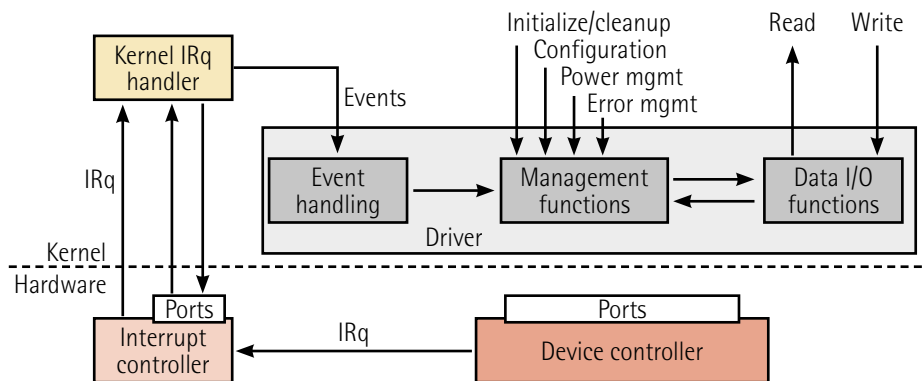 Initialize/cleanup
Configuration
Power mgmt
Error mgmt
Read
Write
Kernel IRq
handler
Events
IRq
Event
handling
Management
functions
Data I/O
functions
Driver
Kernel
Hardware
Ports
Interrupt
controller
IRq
Ports
Device controller